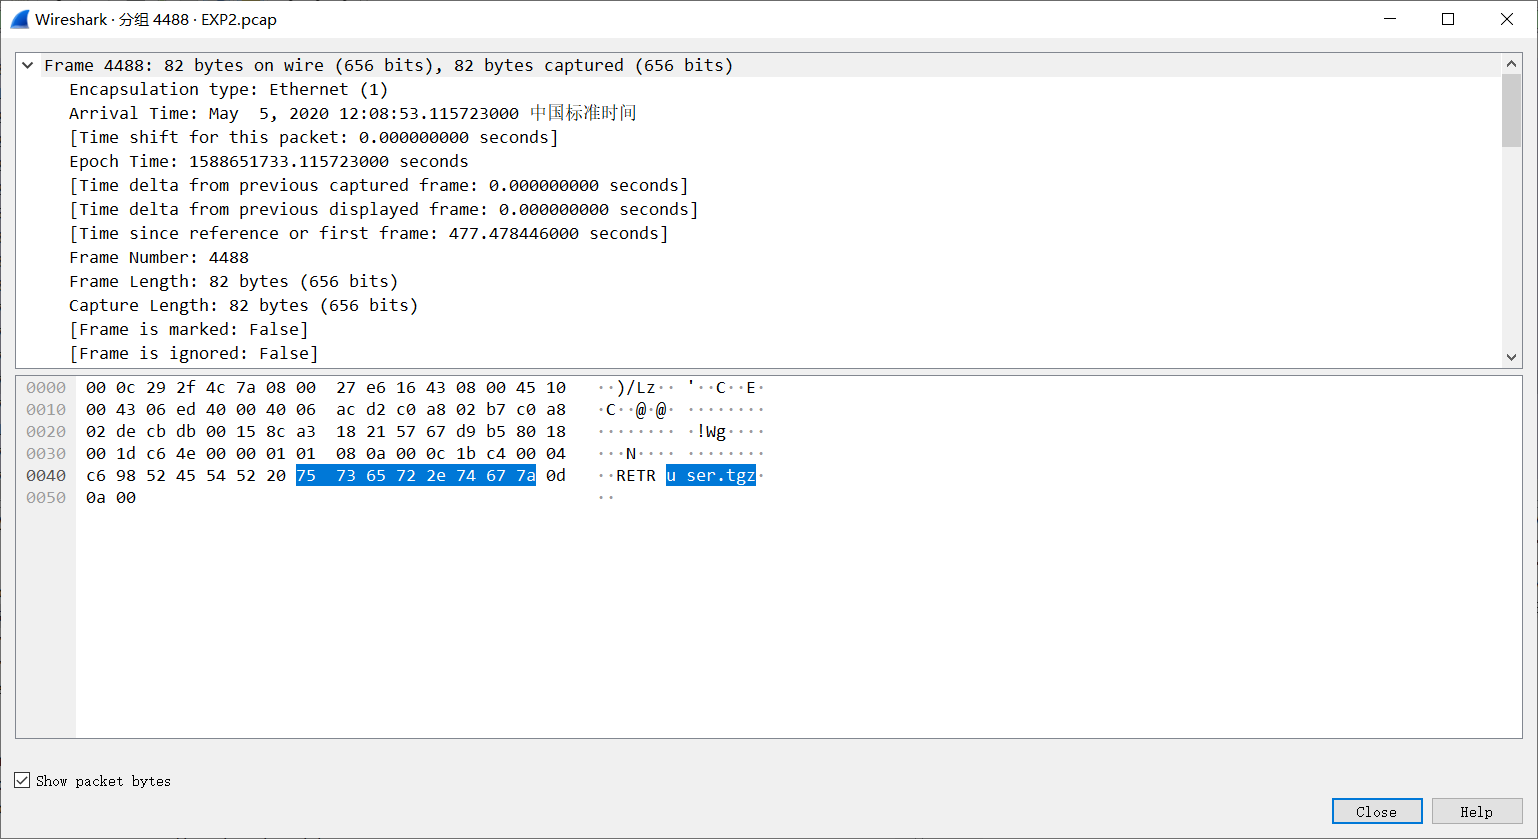 Wireshark · 分组 4488 · EXP2.pcap
Frame 4488: 82 bytes on wire (656 bits), 82 bytes captured (656 bits)
Encapsulation type: Ethernet (1)
Arrival Time: May  5, 2020 12:08:53.115723000 中国标准时间
[Time shift for this packet: 0.000000000 seconds]
Epoch Time: 1588651733.115723000 seconds
[Time delta from previous captured frame: 0.000000000 seconds]
[Time delta from previous displayed frame: 0.000000000 seconds]
[Time since reference or first frame: 477.478446000 seconds]
Frame Number: 4488
Frame Length: 82 bytes (656 bits)
Capture Length: 82 bytes (656 bits)
[Frame is marked: False]
[Frame is ignored: False]
0000 00 0c 29 2f 4c 7a 08 00  27 e6 16 43 08 00 45 10 ··)/Lz·· '··C··E·
0010 00 43 06 ed 40 00 40 06  ac d2 c0 a8 02 b7 c0 a8 ·C··@·@· ········
0020 02 de cb db 00 15 8c a3  18 21 57 67 d9 b5 80 18 ········ ·!Wg····
0030 00 1d c6 4e 00 00 01 01  08 0a 00 0c 1b c4 00 04 ···N···· ········
0040 c6 98 52 45 54 52 20 75  73 65 72 2e 74 67 7a 0d ··RETR u ser.tgz·
0050 0a 00 ··
Show packet bytes
Close Help